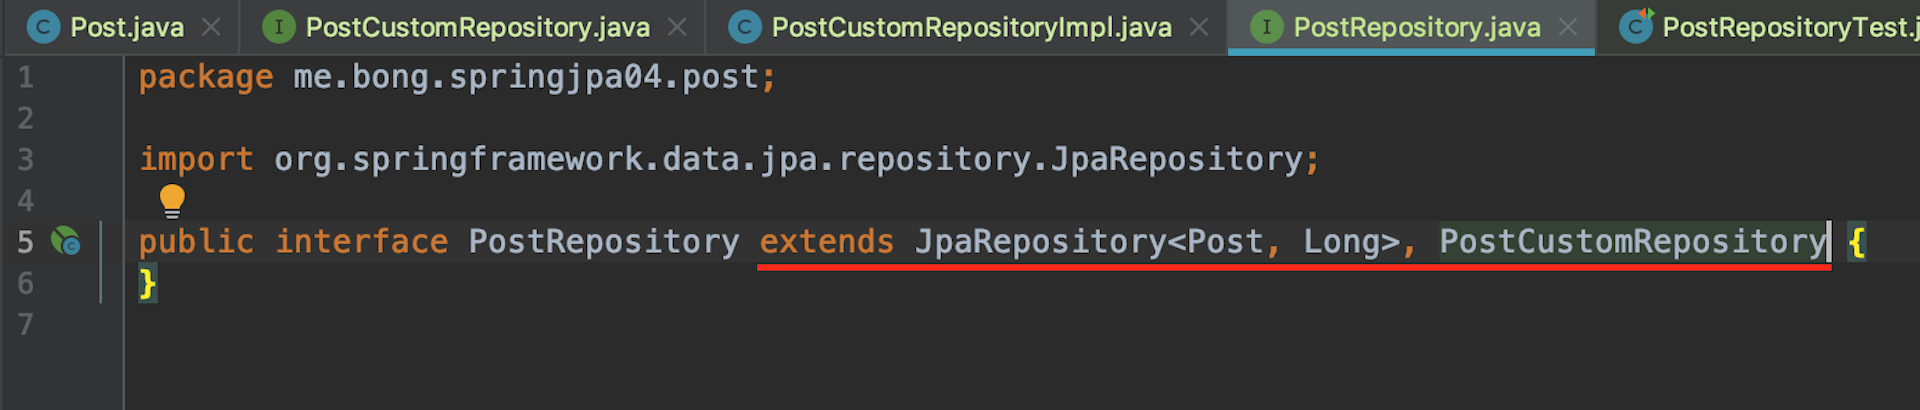 Post.java PostCustomRepository.java PostCustomRepositoryImpl.java PostRepository.java PostRepositoryTest.j
1 package me.bong.springjpa04.post;
2
3 import org.springframework.data.jpa.repository.JpaRepository;
4
5 public interface PostRepository extends JpaRepository<Post, Long>, PostCustomRepository {
6 }
7